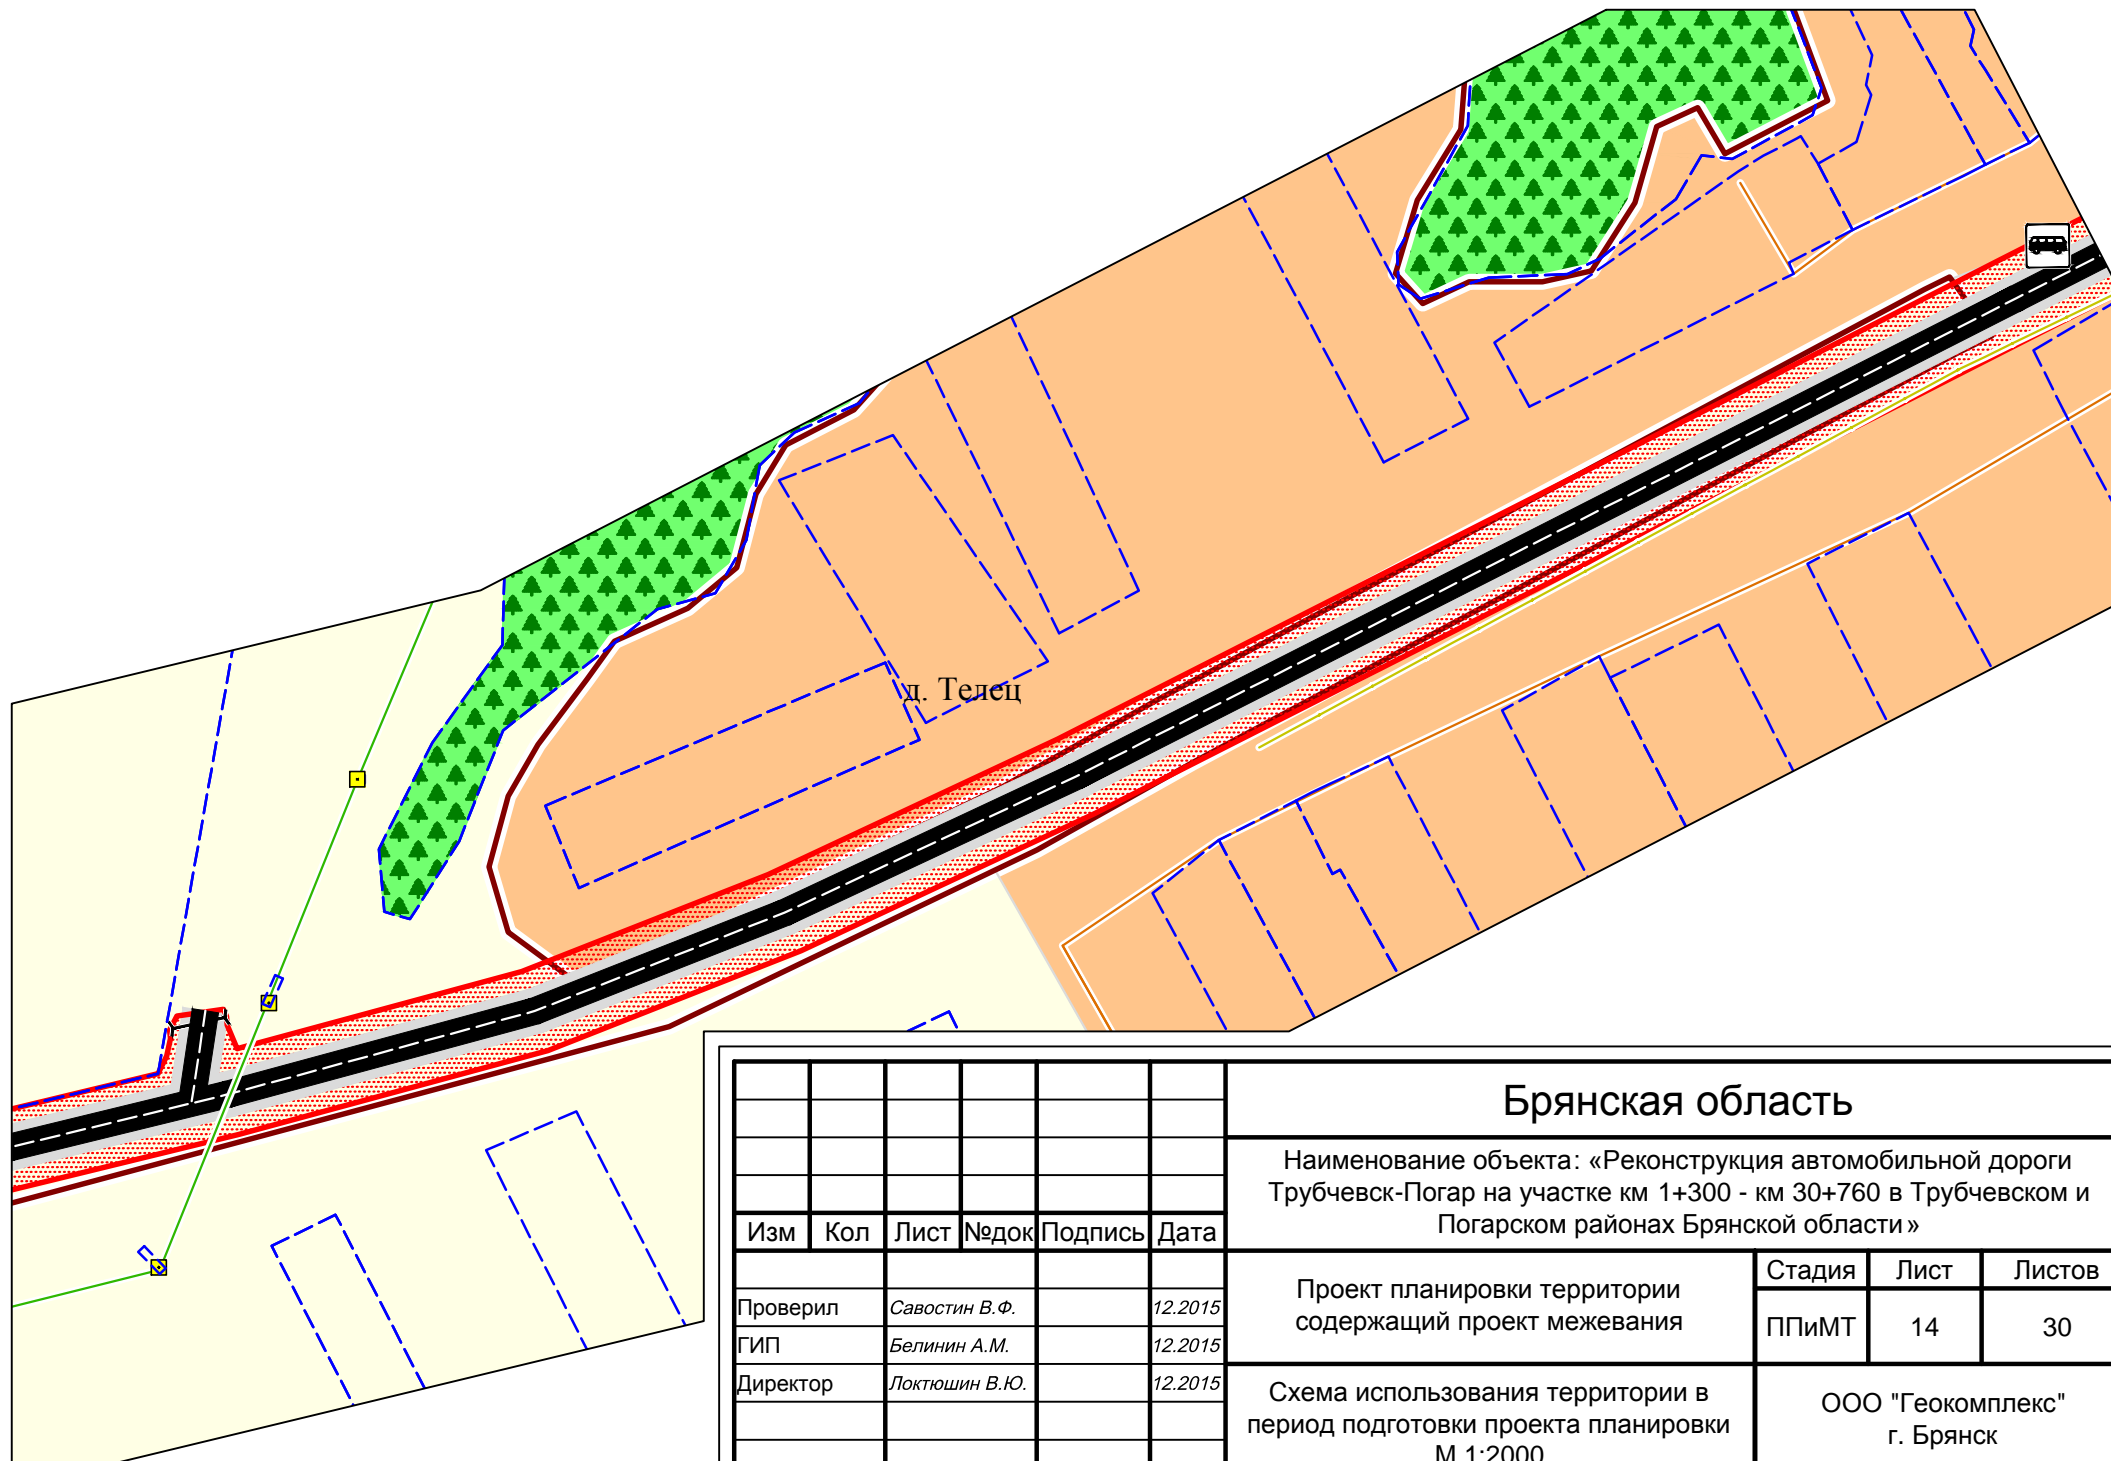 д. Телец
Брянская область
Наименование объекта: «Реконструкция автомобильной дороги
Трубчевск-Погар на участке км 1+300 - км 30+760 в Трубчевском и
Погарском районах Брянской области»
Изм Кол Лист №док Подпись Дата
Проект планировки территории
содержащий проект межевания
Стадия Лист Листов
ППиМТ 14 30
Проверил Савостин В.Ф. 12.2015
ГИП Белинин А.М. 12.2015
Директор Локтюшин В.Ю. 12.2015
Схема использования территории в
период подготовки проекта планировки
М 1:2000
ООО "Геокомплекс"
г. Брянск